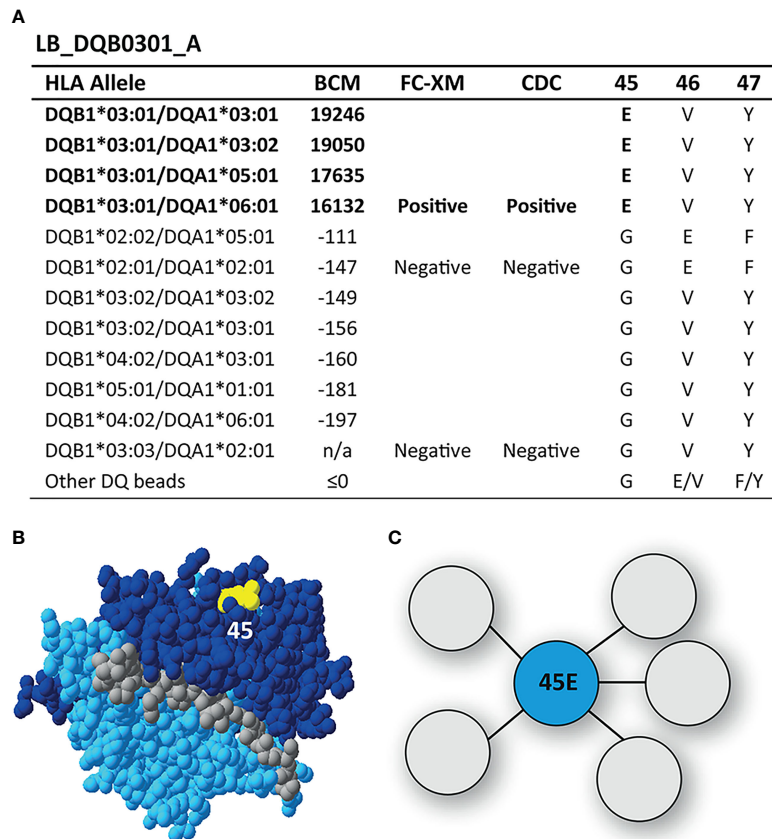 A
LB_DQB0301_A
HLA Allele BCM FC-XM CDC 45 46 47
DQB1*03:01/DQA1*03:01 19246 E V Y
DQB1*03:01/DQA1*03:02 19050 E V Y
DQB1*03:01/DQA1*05:01 17635 E V Y
DQB1*03:01/DQA1*06:01 16132 Positive Positive E V Y
DQB1*02:02/DQA1*05:01 -111 G E F
DQB1*02:01/DQA1*02:01 -147 Negative Negative G E F
DQB1*03:02/DQA1*03:02 -149 G V Y
DQB1*03:02/DQA1*03:01 -156 G V Y
DQB1*04:02/DQA1*03:01 -160 G V Y
DQB1*05:01/DQA1*01:01 -181 G V Y
DQB1*04:02/DQA1*06:01 -197 G V Y
DQB1*03:03/DQA1*02:01 n/a Negative Negative G V Y
Other DQ beads ≤0 G E/V F/Y
B
45
C
45E